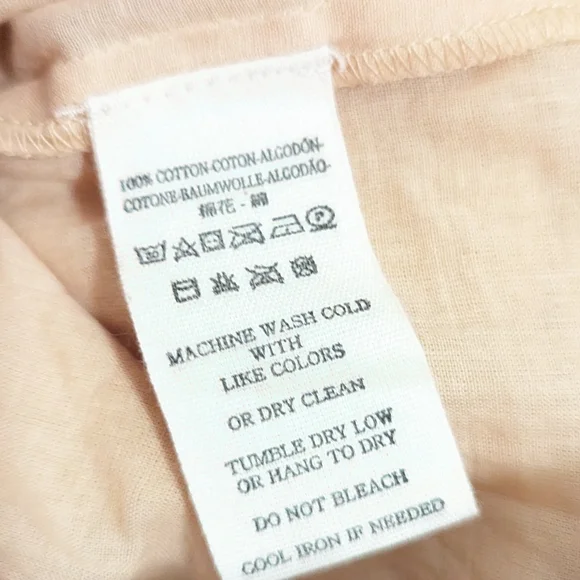 100% COTTON-COTON-ALGODÓN-
COTONE-BAUMWOLLE-ALGODÃO-
棉花 - 綿
MACHINE WASH COLD
WITH
LIKE COLORS
OR DRY CLEAN
TUMBLE DRY LOW
OR HANG TO DRY
DO NOT BLEACH
COOL IRON IF NEEDED